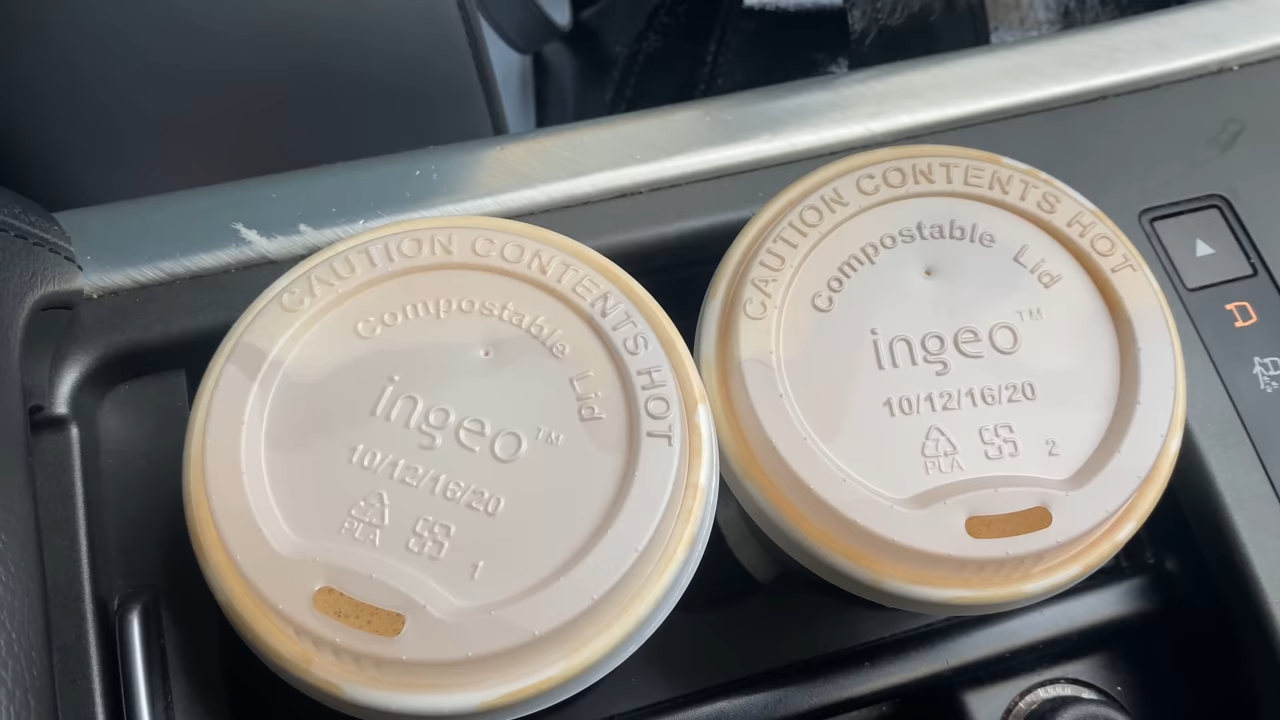 CAUTION CONTENTS HOT
Compostable Lid
ingeo™
10/12/16/20
PLA
1
CAUTION CONTENTS HOT
Compostable Lid
ingeo™
10/12/16/20
PLA
2